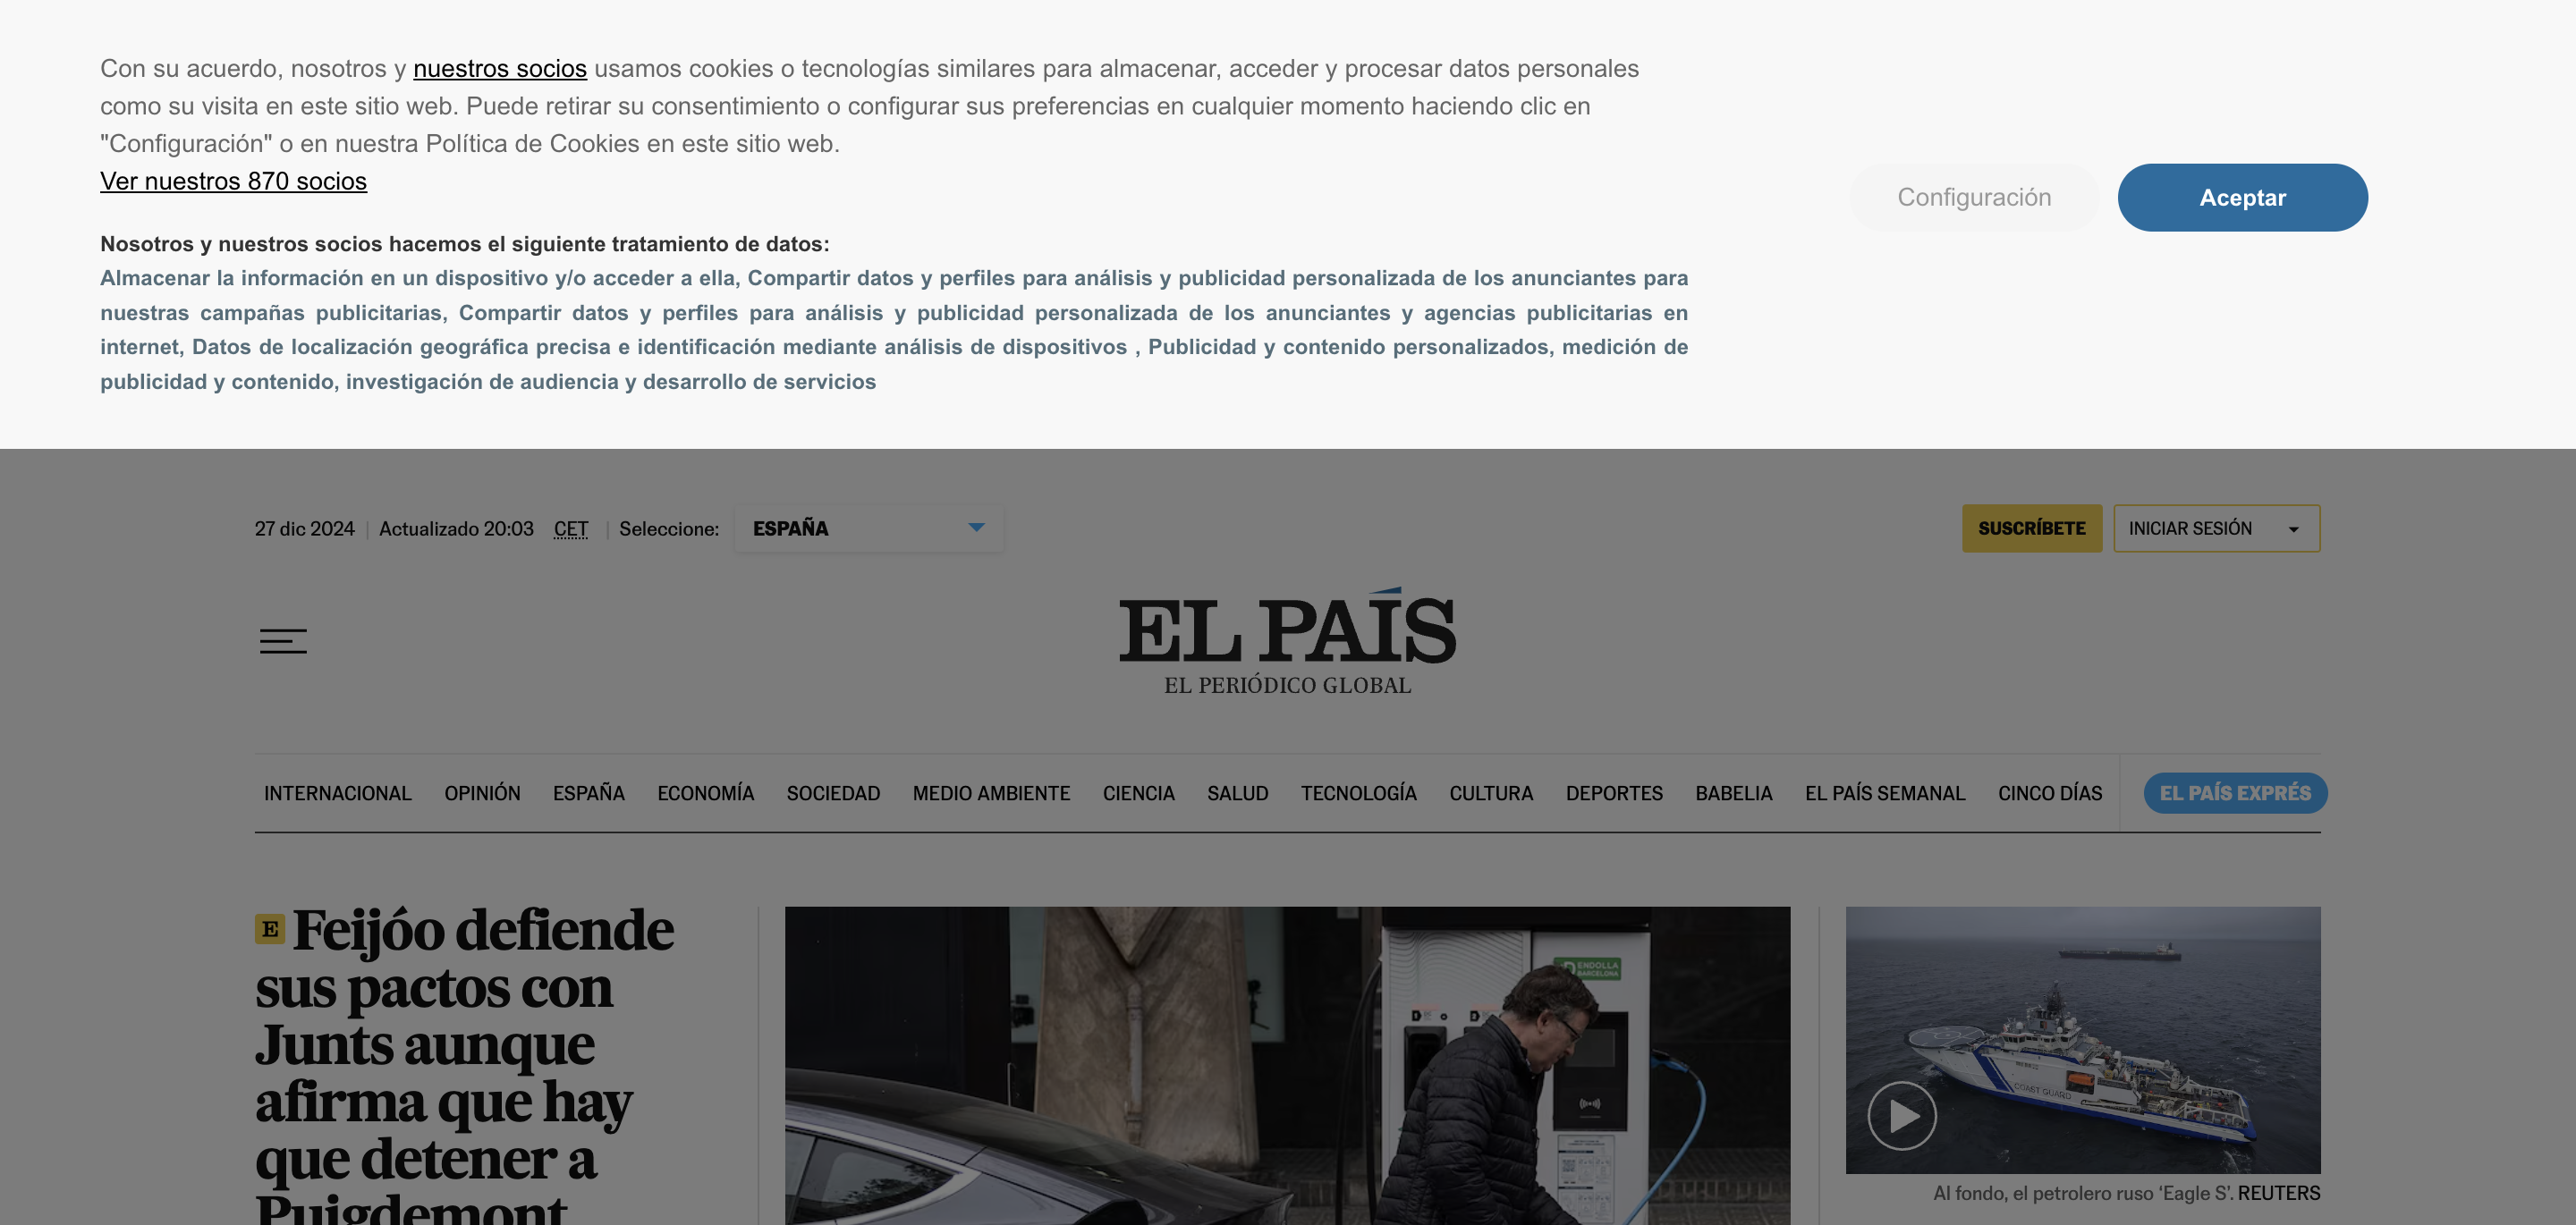 Con su acuerdo, nosotros y nuestros socios usamos cookies o tecnologías similares para almacenar, acceder y procesar datos personales
como su visita en este sitio web. Puede retirar su consentimiento o configurar sus preferencias en cualquier momento haciendo clic en
"Configuración" o en nuestra Política de Cookies en este sitio web.
Ver nuestros 870 socios
Configuración
Aceptar
Nosotros y nuestros socios hacemos el siguiente tratamiento de datos:
Almacenar la información en un dispositivo y/o acceder a ella, Compartir datos y perfiles para análisis y publicidad personalizada de los anunciantes para
nuestras campañas publicitarias, Compartir datos y perfiles para análisis y publicidad personalizada de los anunciantes y agencias publicitarias en
internet, Datos de localización geográfica precisa e identificación mediante análisis de dispositivos , Publicidad y contenido personalizados, medición de
publicidad y contenido, investigación de audiencia y desarrollo de servicios
27 dic 2024 | Actualizado 20:03 CET | Seleccione: ESPAÑA
SUSCRÍBETE
INICIAR SESIÓN
EL PAÍS
EL PERIÓDICO GLOBAL
INTERNACIONAL OPINIÓN ESPAÑA ECONOMÍA SOCIEDAD MEDIO AMBIENTE CIENCIA SALUD TECNOLOGÍA CULTURA DEPORTES BABELIA EL PAÍS SEMANAL CINCO DÍAS EL PAÍS EXPRÉS
E Feijóo defiende
sus pactos con
Junts aunque
afirma que hay
que detener a
Puigdemont
ENDOLLA
BARCELONA
COAST GUARD
Al fondo, el petrolero ruso ‘Eagle S’. REUTERS